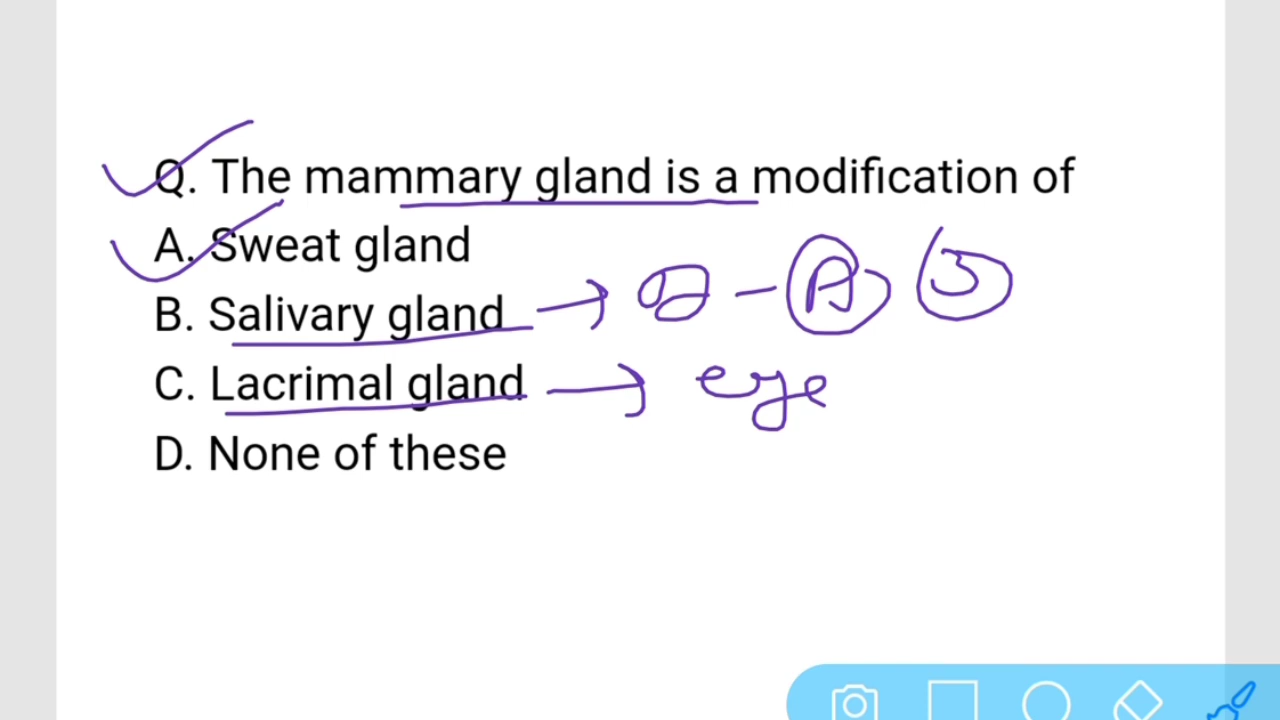 Q. The mammary gland is a modification of
A. Sweat gland
B. Salivary gland →
C. Lacrimal gland → eye
D. None of these